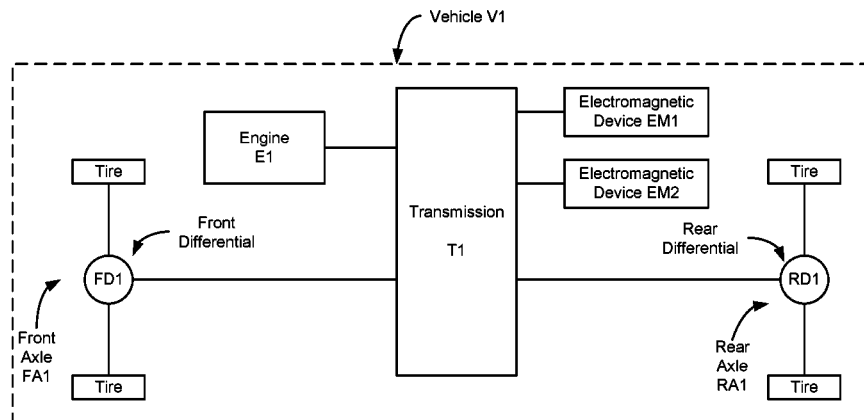 Vehicle V1
Electromagnetic
Device EM1
Engine
E1
Tire
Electromagnetic
Device EM2
Tire
Front
Differential
Transmission
T1
Rear
Differential
FD1
RD1
Front
Axle
FA1
Rear
Axle
RA1
Tire
Tire